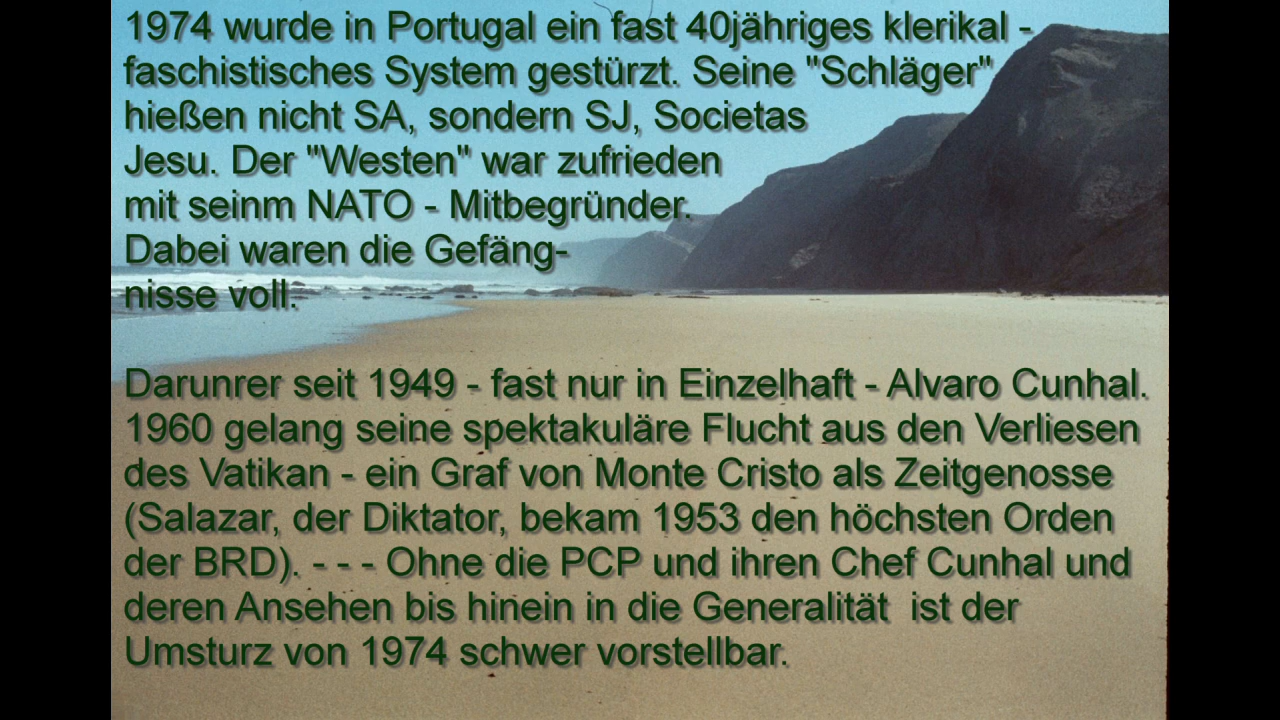 1974 wurde in Portugal ein fast 40jähriges klerikal -
faschistisches System gestürzt. Seine "Schläger"
hießen nicht SA, sondern SJ, Societas
Jesu. Der "Westen" war zufrieden
mit seinm NATO - Mitbegründer.
Dabei waren die Gefäng-
nisse voll.
Darunrer seit 1949 - fast nur in Einzelhaft - Alvaro Cunhal.
1960 gelang seine spektakuläre Flucht aus den Verliesen
des Vatikan - ein Graf von Monte Cristo als Zeitgenosse
(Salazar, der Diktator, bekam 1953 den höchsten Orden
der BRD). - - - Ohne die PCP und ihren Chef Cunhal und
deren Ansehen bis hinein in die Generalität  ist der
Umsturz von 1974 schwer vorstellbar.